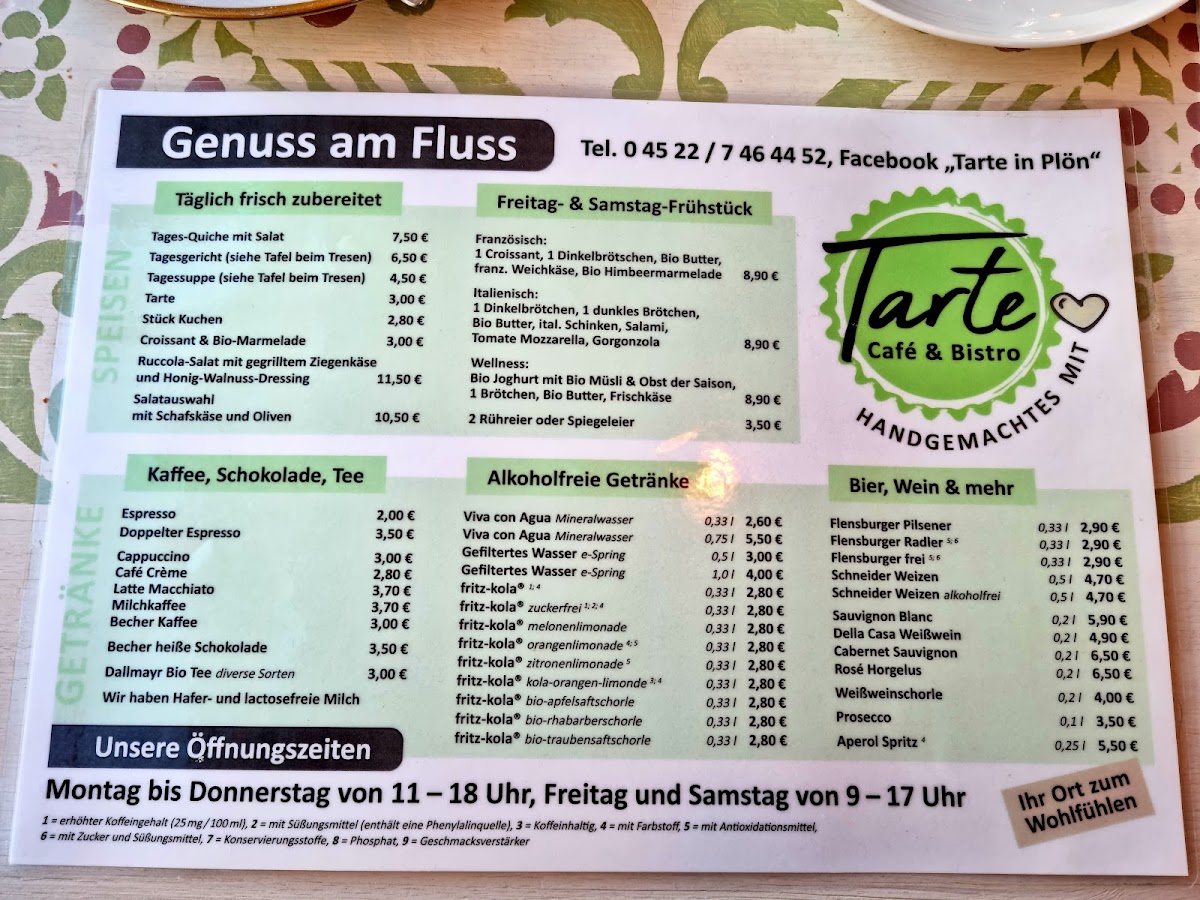 Genuss am Fluss
Tel. 0 45 22 / 7 46 44 52, Facebook „Tarte in Plön“
SPEISEN
Täglich frisch zubereitet
Tages-Quiche mit Salat 7,50 €
Tagesgericht (siehe Tafel beim Tresen) 6,50 €
Tagessuppe (siehe Tafel beim Tresen) 4,50 €
Tarte 3,00 €
Stück Kuchen 2,80 €
Croissant & Bio-Marmelade 3,00 €
Ruccola-Salat mit gegrilltem Ziegenkäse
und Honig-Walnuss-Dressing 11,50 €
Salatauswahl
mit Schafskäse und Oliven 10,50 €
Freitag- & Samstag-Frühstück
Französisch:
1 Croissant, 1 Dinkelbrötschen, Bio Butter,
franz. Weichkäse, Bio Himbeermarmelade 8,90 €
Italienisch:
1 Dinkelbrötchen, 1 dunkles Brötchen,
Bio Butter, ital. Schinken, Salami,
Tomate Mozzarella, Gorgonzola 8,90 €
Wellness:
Bio Joghurt mit Bio Müsli & Obst der Saison,
1 Brötchen, Bio Butter, Frischkäse 8,90 €
2 Rühreier oder Spiegeleier 3,50 €
Tarte
Café & Bistro
HANDGEMACHTES MIT
GETRÄNKE
Kaffee, Schokolade, Tee
Espresso 2,00 €
Doppelter Espresso 3,50 €
Cappuccino 3,00 €
Café Crème 2,80 €
Latte Macchiato 3,70 €
Milchkaffee 3,70 €
Becher Kaffee 3,00 €
Becher heiße Schokolade 3,50 €
Dallmayr Bio Tee diverse Sorten 3,00 €
Wir haben Hafer- und lactosefreie Milch
Alkoholfreie Getränke
Viva con Agua Mineralwasser 0,33 l 2,60 €
Viva con Agua Mineralwasser 0,75 l 5,50 €
Gefiltertes Wasser e-Spring 0,5 l 3,00 €
Gefiltertes Wasser e-Spring 1,0 l 4,00 €
fritz-kola® 1; 4 0,33 l 2,80 €
fritz-kola® zuckerfrei 1; 2; 4 0,33 l 2,80 €
fritz-kola® melonenlimonade 0,33 l 2,80 €
fritz-kola® orangenlimonade 4; 5 0,33 l 2,80 €
fritz-kola® zitronenlimonade 5 0,33 l 2,80 €
fritz-kola® kola-orangen-limonde 3; 4 0,33 l 2,80 €
fritz-kola® bio-apfelsaftschorle 0,33 l 2,80 €
fritz-kola® bio-rhabarberschorle 0,33 l 2,80 €
fritz-kola® bio-traubensaftschorle 0,33 l 2,80 €
Bier, Wein & mehr
Flensburger Pilsener 0,33 l 2,90 €
Flensburger Radler 5; 6 0,33 l 2,90 €
Flensburger frei 5; 6 0,33 l 2,90 €
Schneider Weizen 0,5 l 4,70 €
Schneider Weizen alkoholfrei 0,5 l 4,70 €
Sauvignon Blanc 0,2 l 5,90 €
Della Casa Weißwein 0,2 l 4,90 €
Cabernet Sauvignon 0,2 l 6,50 €
Rosé Horgelus 0,2 l 6,50 €
Weißweinschorle 0,2 l 4,00 €
Prosecco 0,1 l 3,50 €
Aperol Spritz 4 0,25 l 5,50 €
Unsere Öffnungszeiten
Montag bis Donnerstag von 11 – 18 Uhr, Freitag und Samstag von 9 – 17 Uhr
Ihr Ort zum
Wohlfühlen
1 = erhöhter Koffeingehalt (25 mg / 100 ml), 2 = mit Süßungsmittel (enthält eine Phenylalinquelle), 3 = Koffeinhaltig, 4 = mit Farbstoff, 5 = mit Antioxidationsmittel,
6 = mit Zucker und Süßungsmittel, 7 = Konservierungsstoffe, 8 = Phosphat, 9 = Geschmacksverstärker